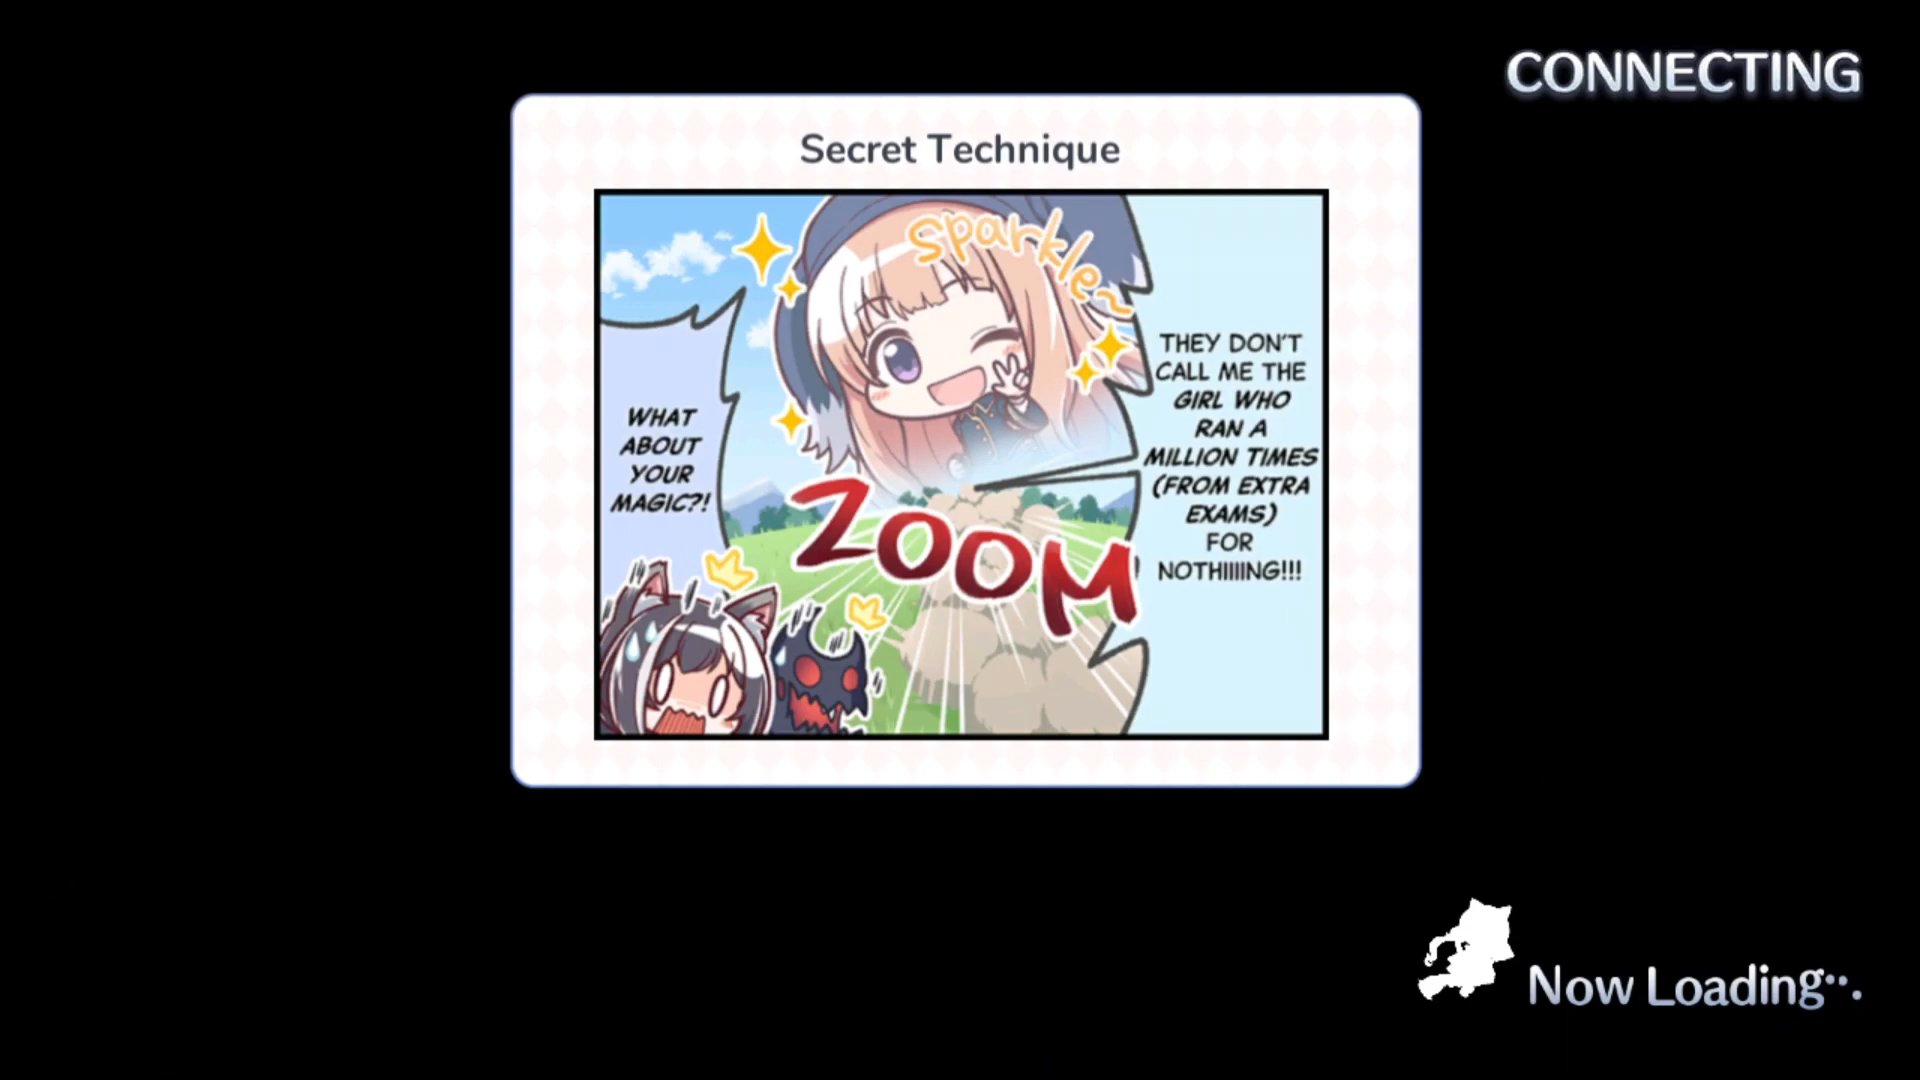 CONNECTING
Secret Technique
Sparkle~
WHAT
ABOUT
YOUR
MAGIC?!
ZOOM
THEY DON'T
CALL ME THE
GIRL WHO
RAN A
MILLION TIMES
(FROM EXTRA
EXAMS)
FOR
NOTHIIIIING!!!
Now Loading...